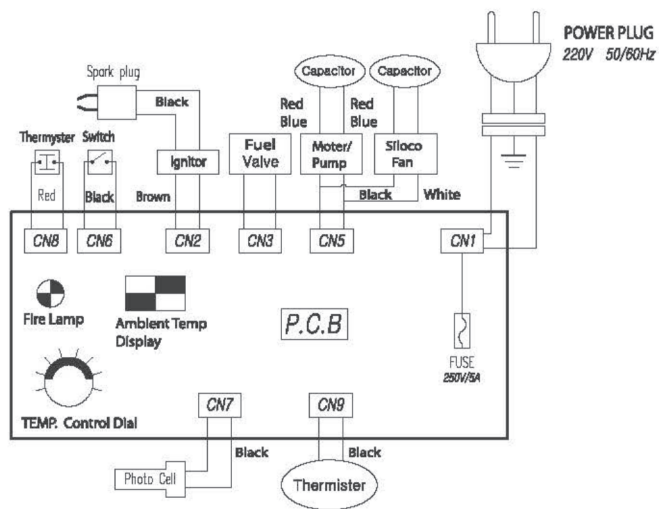 POWER PLUG
220V 50/60Hz
Capacitor
Capacitor
Spark plug
Black
Red
Blue
Red
Blue
Thermyster
Switch
Ignitor
Fuel
Valve
Moter/
Pump
Siloco
Fan
Red
Black
Brown
Black
White
CN8
CN6
CN2
CN3
CN5
CN1
Fire Lamp
Ambient Temp
Display
P.C.B
FUSE
250V/5A
TEMP. Control Dial
CN7
CN9
Black
Black
Photo Cell
Thermister